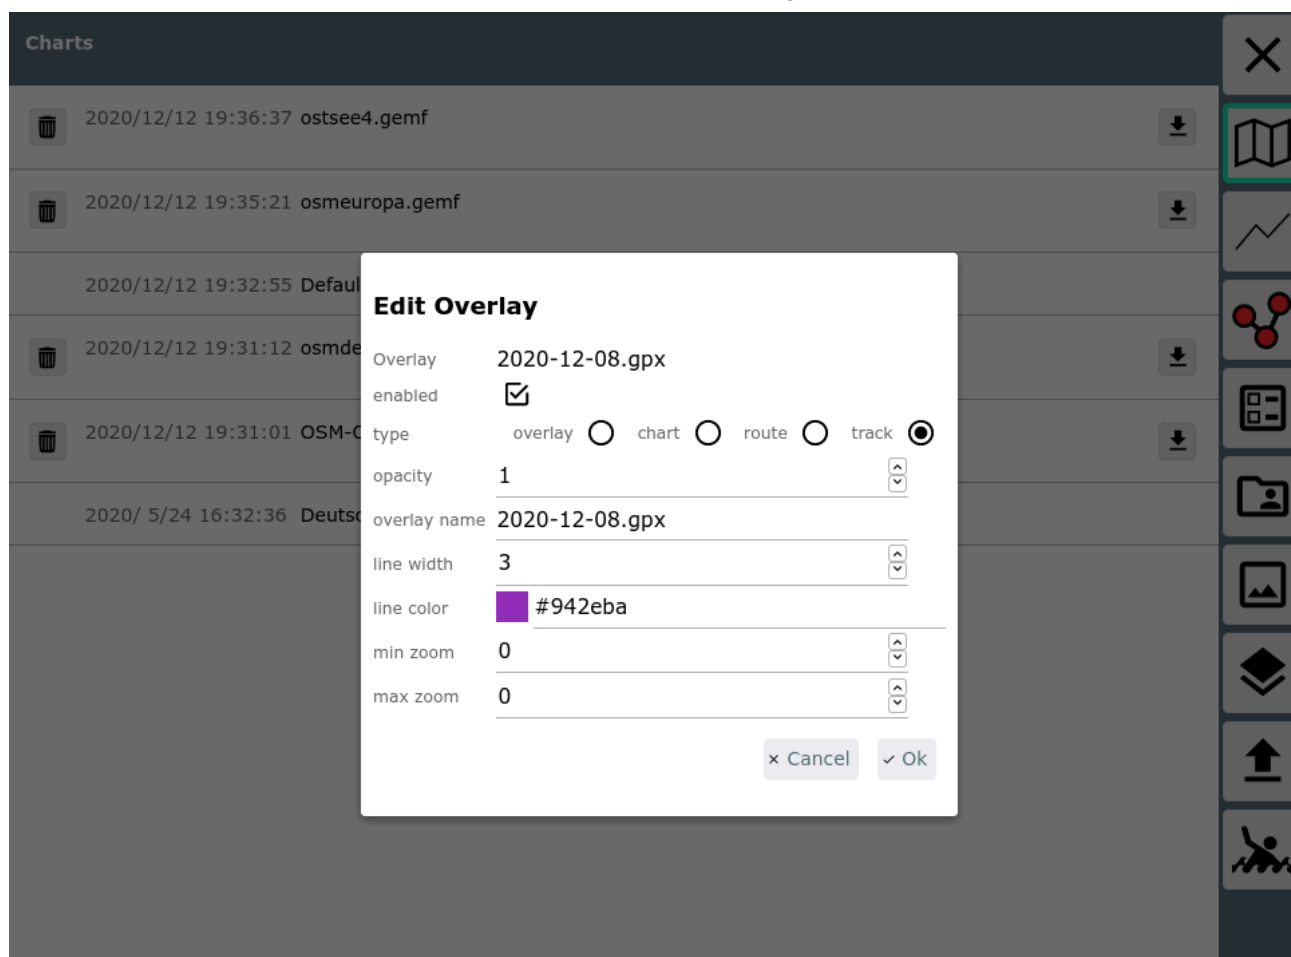 Charts
2020/12/12 19:36:37 ostsee4.gemf
2020/12/12 19:35:21 osmeuropa.gemf
2020/12/12 19:32:55 Defaul
2020/12/12 19:31:12 osmde
2020/12/12 19:31:01 OSM-C
2020/ 5/24 16:32:36 Deutsc
Edit Overlay
Overlay 2020-12-08.gpx
enabled
type overlay chart route track
opacity 1
overlay name 2020-12-08.gpx
line width 3
line color #942eba
min zoom 0
max zoom 0
× Cancel ✓ Ok